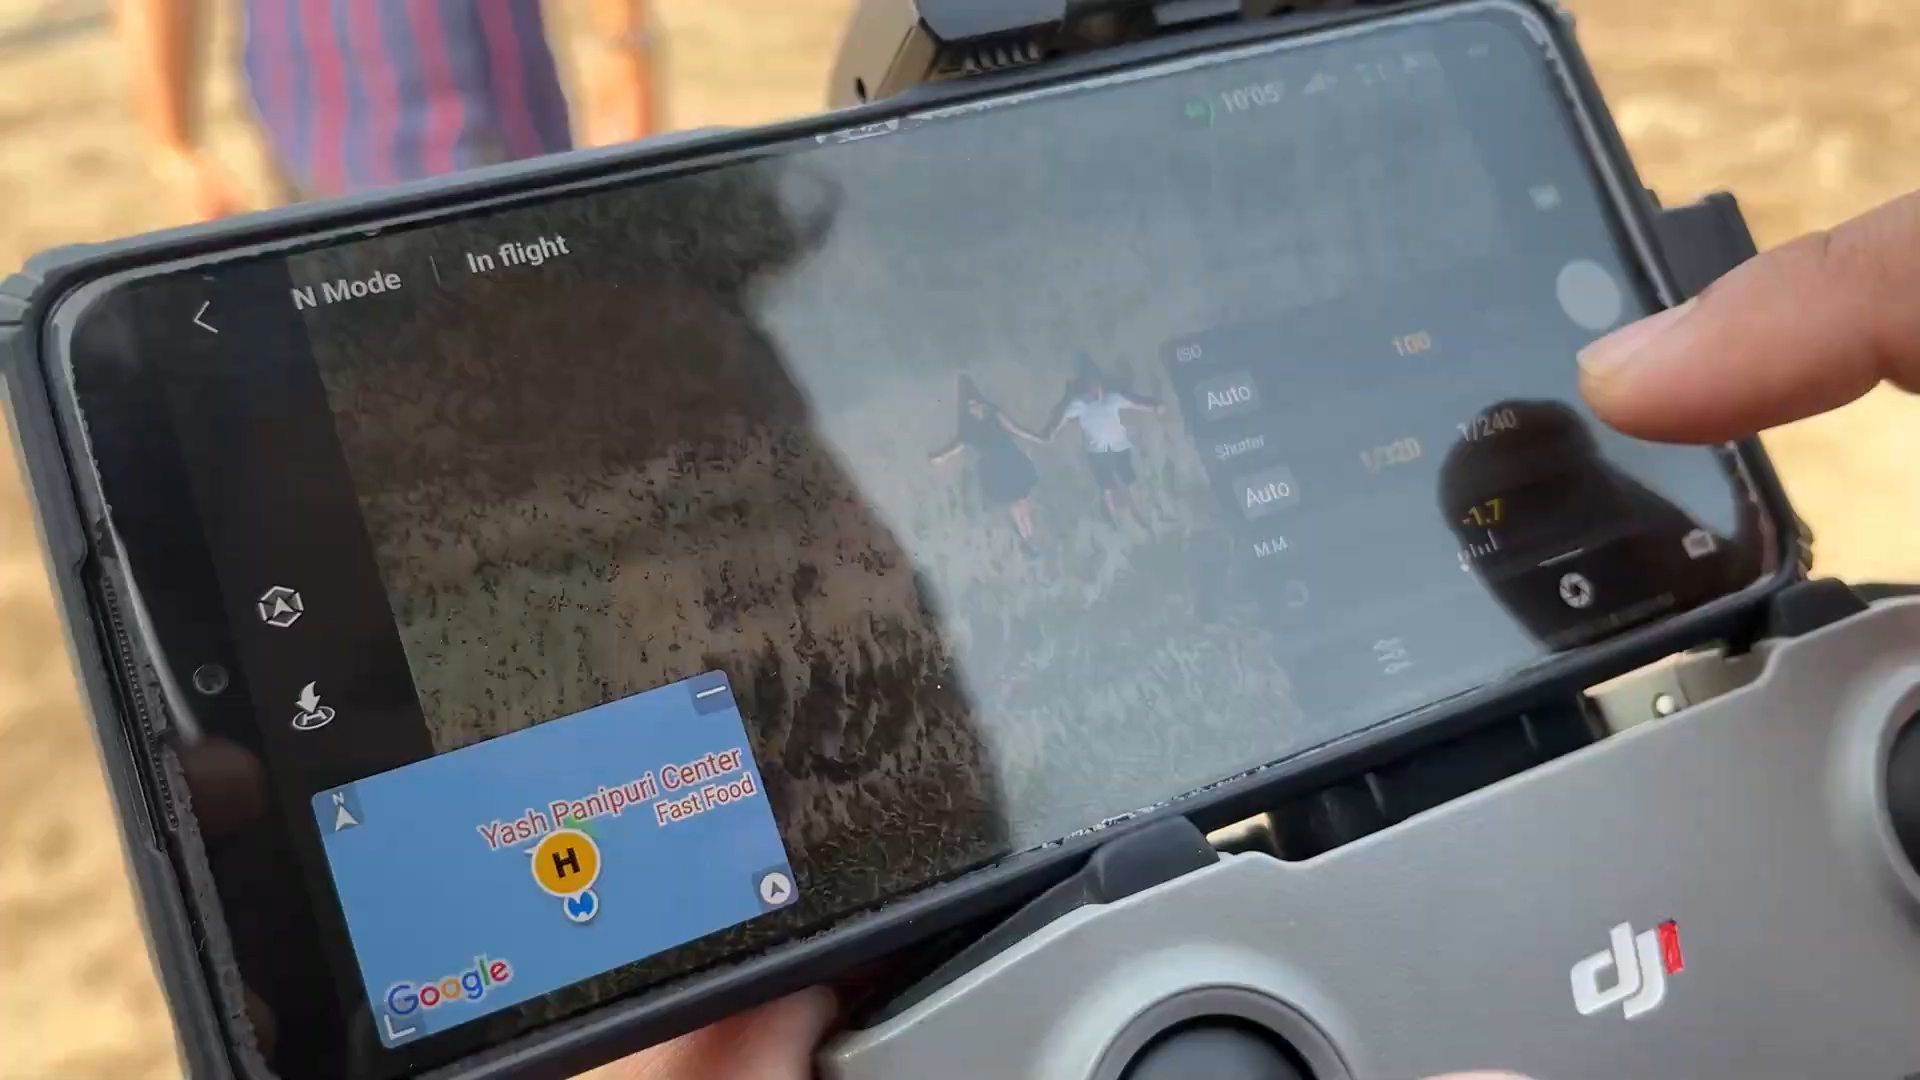 10:05
N Mode
In flight
ISO
100
Auto
Shutter
1/320
1/240
Auto
M.M.
-1.7
N
Yash Panipuri Center
Fast Food
H
Google
dji